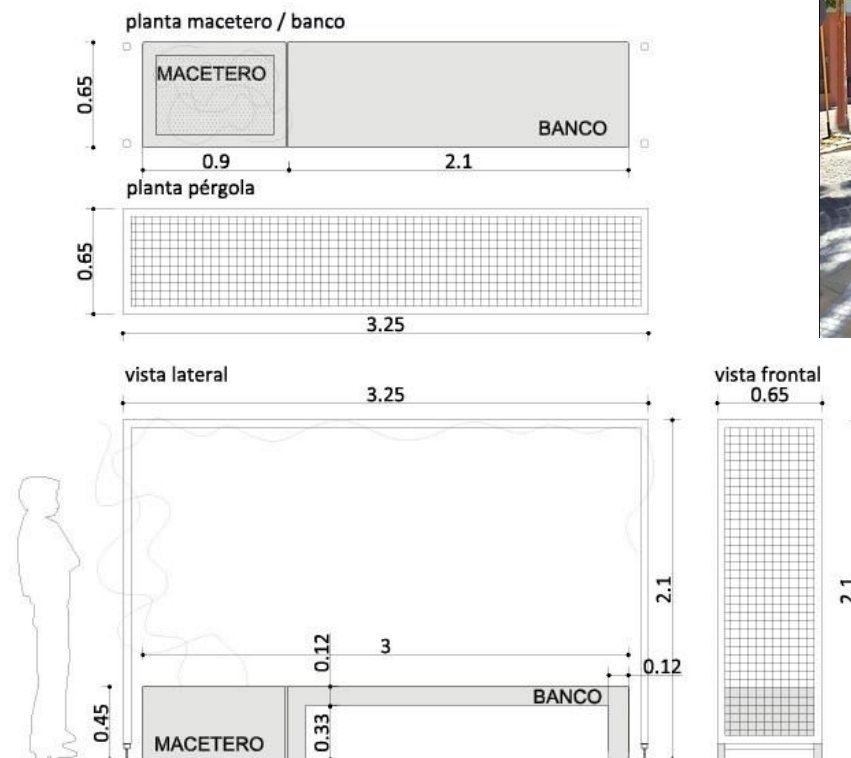 planta macetero / banco
0.65
MACETERO
BANCO
0.9
2.1
planta pérgola
0.65
3.25
vista lateral
3.25
vista frontal
0.65
2.1
2.1
0.12
3
0.12
BANCO
0.45
0.33
MACETERO